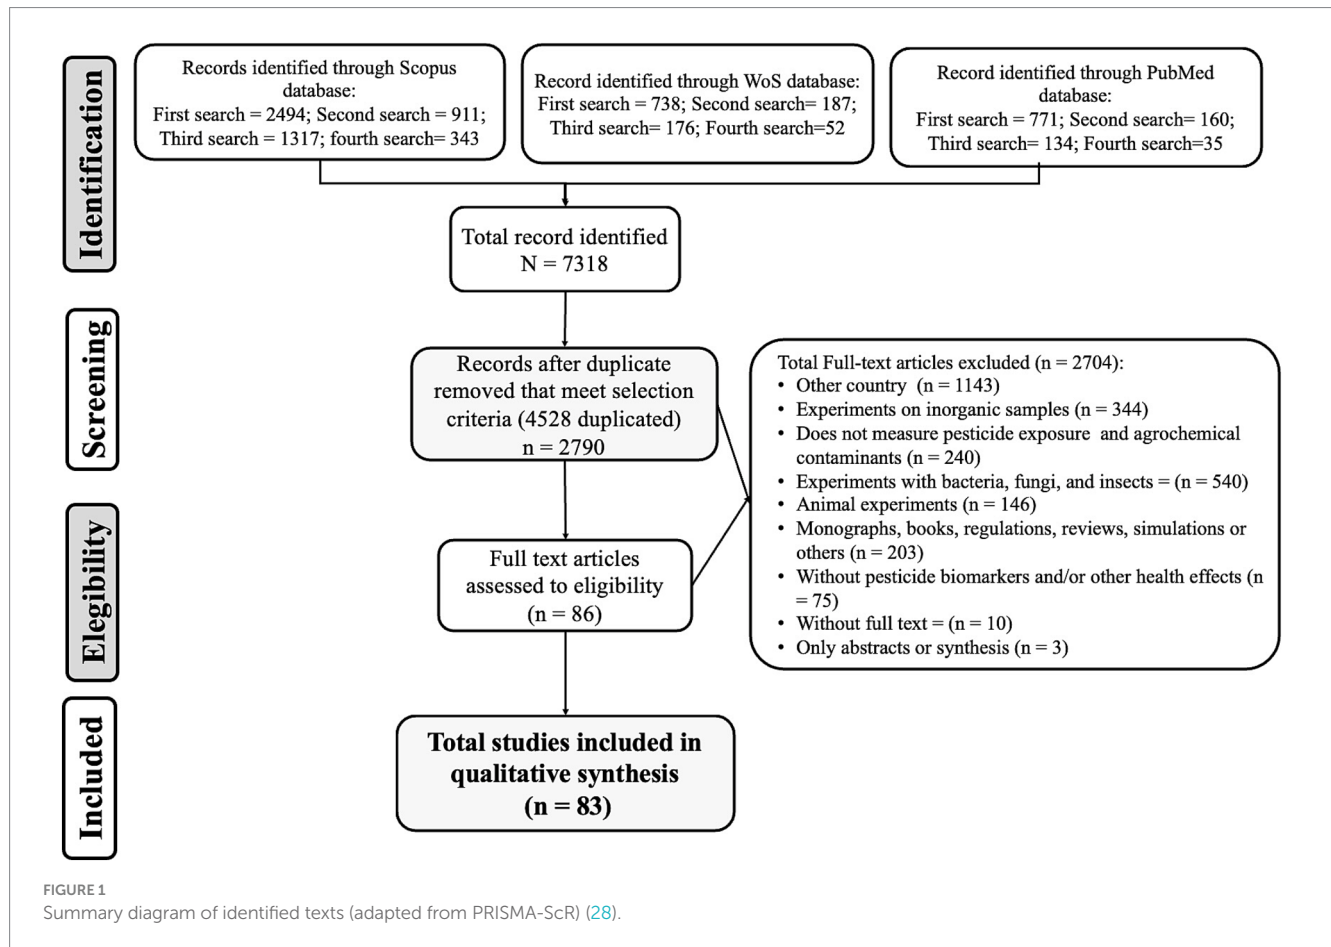 Identification
Records identified through Scopus
database:
First search = 2494; Second search = 911;
Third search = 1317; fourth search= 343
Record identified through WoS database:
First search = 738; Second search= 187;
Third search= 176; Fourth search=52
Record identified through PubMed
database:
First search = 771; Second search= 160;
Third search= 134; Fourth search=35
Total record identified
N = 7318
Screening
Records after duplicate
removed that meet selection
criteria (4528 duplicated)
n = 2790
Total Full-text articles excluded (n = 2704):
• Other country (n = 1143)
• Experiments on inorganic samples (n = 344)
• Does not measure pesticide exposure and agrochemical
contaminants (n = 240)
• Experiments with bacteria, fungi, and insects = (n = 540)
• Animal experiments (n = 146)
• Monographs, books, regulations, reviews, simulations or
others (n = 203)
• Without pesticide biomarkers and/or other health effects (n
= 75)
• Without full text = (n = 10)
• Only abstracts or synthesis (n = 3)
Elegibility
Full text articles
assessed to eligibility
(n = 86)
Included
Total studies included in
qualitative synthesis
(n = 83)
FIGURE 1
Summary diagram of identified texts (adapted from PRISMA-ScR) (28).